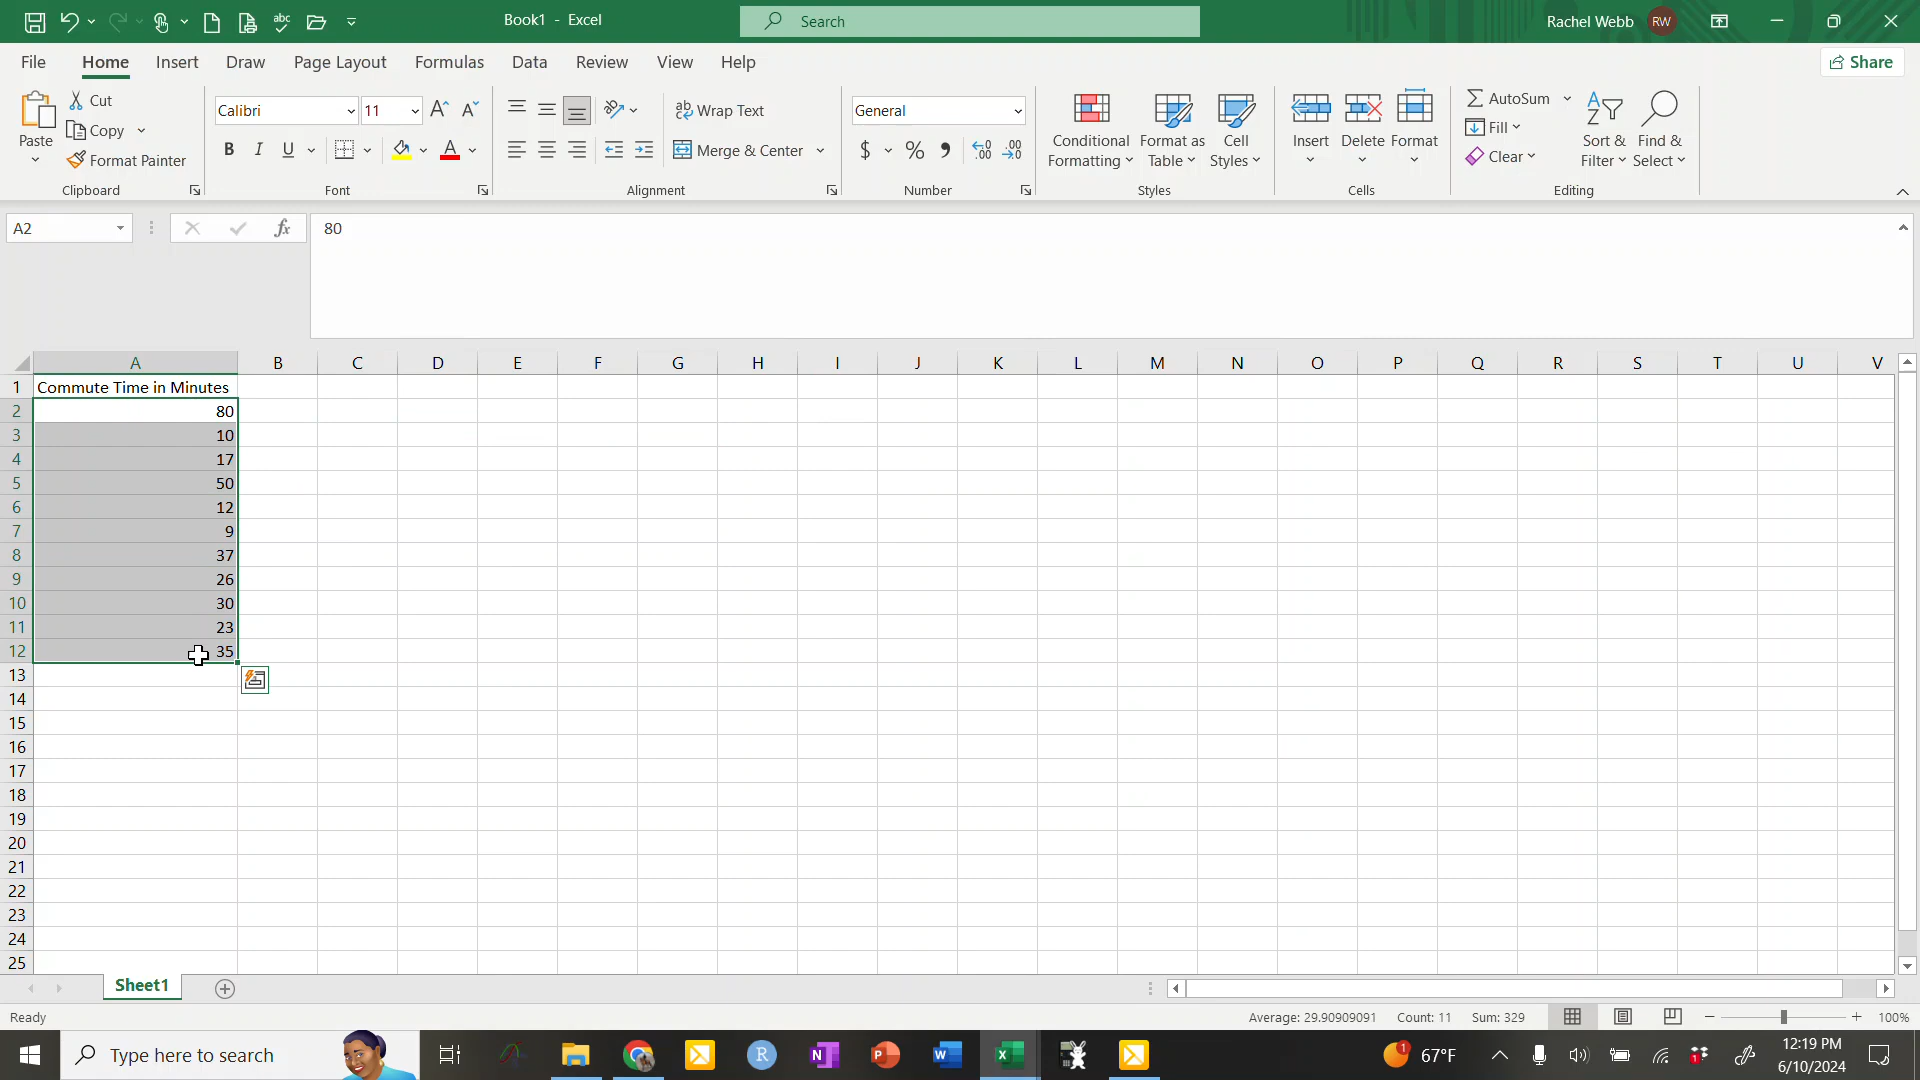 Book1 - Excel
Search
Rachel Webb
RW
File
Home
Insert
Draw
Page Layout
Formulas
Data
Review
View
Help
Share
Paste
Cut
Copy
Format Painter
Clipboard
Calibri
11
B I U
Font
Wrap Text
Merge & Center
Alignment
General
$ % ,
Number
Conditional Formatting
Format as Table
Cell Styles
Styles
Insert
Delete
Format
Cells
AutoSum
Fill
Clear
Sort & Filter
Find & Select
Editing
A2
fx
80
A B C D E F G H I J K L M N O P Q R S T U V
1 Commute Time in Minutes
2 80
3 10
4 17
5 50
6 12
7 9
8 37
9 26
10 30
11 23
12 35
13
14
15
16
17
18
19
20
21
22
23
24
25
Sheet1
Ready
Average: 29.90909091 Count: 11 Sum: 329
100%
Type here to search
67°F
12:19 PM
6/10/2024